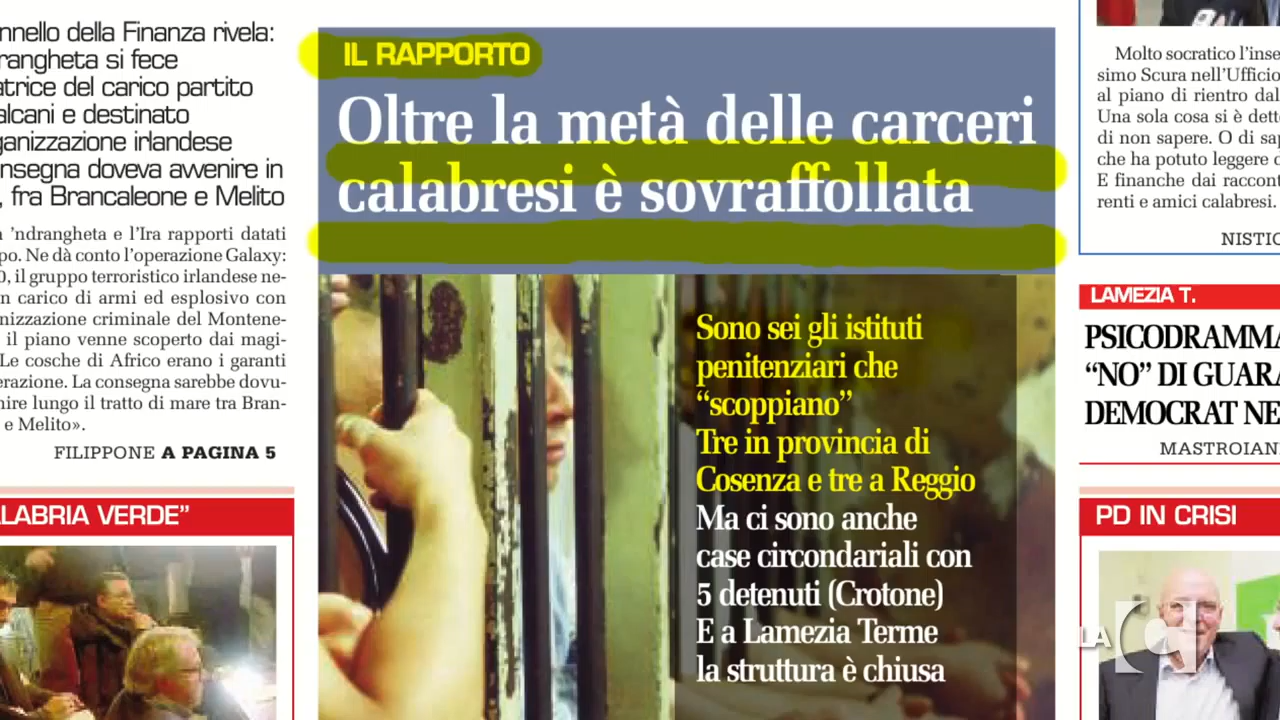 nnello della Finanza rivela:
rangheta si fece
atrice del carico partito
alcani e destinato
ganizzazione irlandese
onsegna doveva avvenire in
, fra Brancaleone e Melito
'ndrangheta e l'Ira rapporti datati
po. Ne dà conto l'operazione Galaxy:
0, il gruppo terroristico irlandese ne-
n carico di armi ed esplosivo con
nizzazione criminale del Montene-
il piano venne scoperto dai magi-
Le cosche di Africo erano i garanti
erazione. La consegna sarebbe dovu-
nire lungo il tratto di mare tra Bran-
e Melito».
FILIPPONE A PAGINA 5
LABRIA VERDE”
IL RAPPORTO
Oltre la metà delle carceri
calabresi è sovraffollata
Sono sei gli istituti
penitenziari che
“scoppiano”
Tre in provincia di
Cosenza e tre a Reggio
Ma ci sono anche
case circondariali con
5 detenuti (Crotone)
E a Lamezia Terme
la struttura è chiusa
Molto socratico l'inse
simo Scura nell'Ufficio
al piano di rientro dal
Una sola cosa si è dett
di non sapere. O di sap
che ha potuto leggere
E finanche dai raccont
renti e amici calabresi.
NISTIC
LAMEZIA T.
PSICODRAMMA
“NO” DI GUARA
DEMOCRAT NE
MASTROIAN
PD IN CRISI
LA C